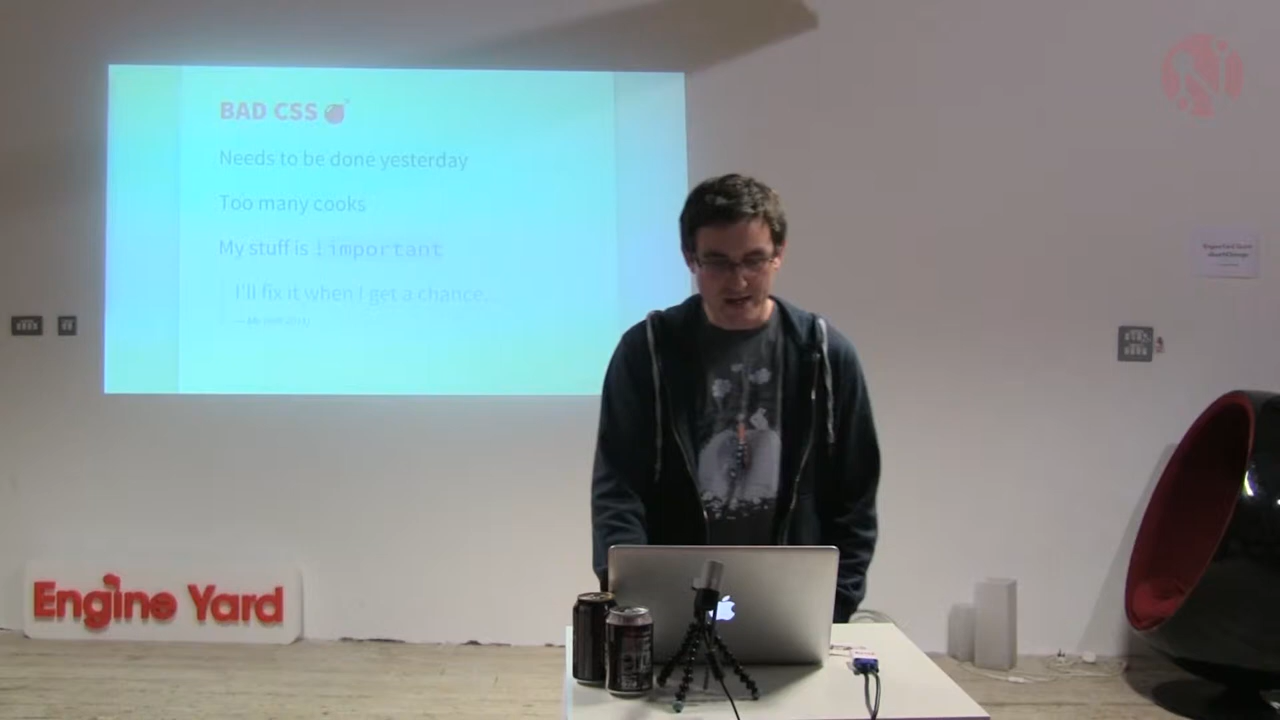 BAD CSS 💣
Needs to be done yesterday
Too many cooks
My stuff is !important
I'll fix it when I get a chance...
Engine Yard